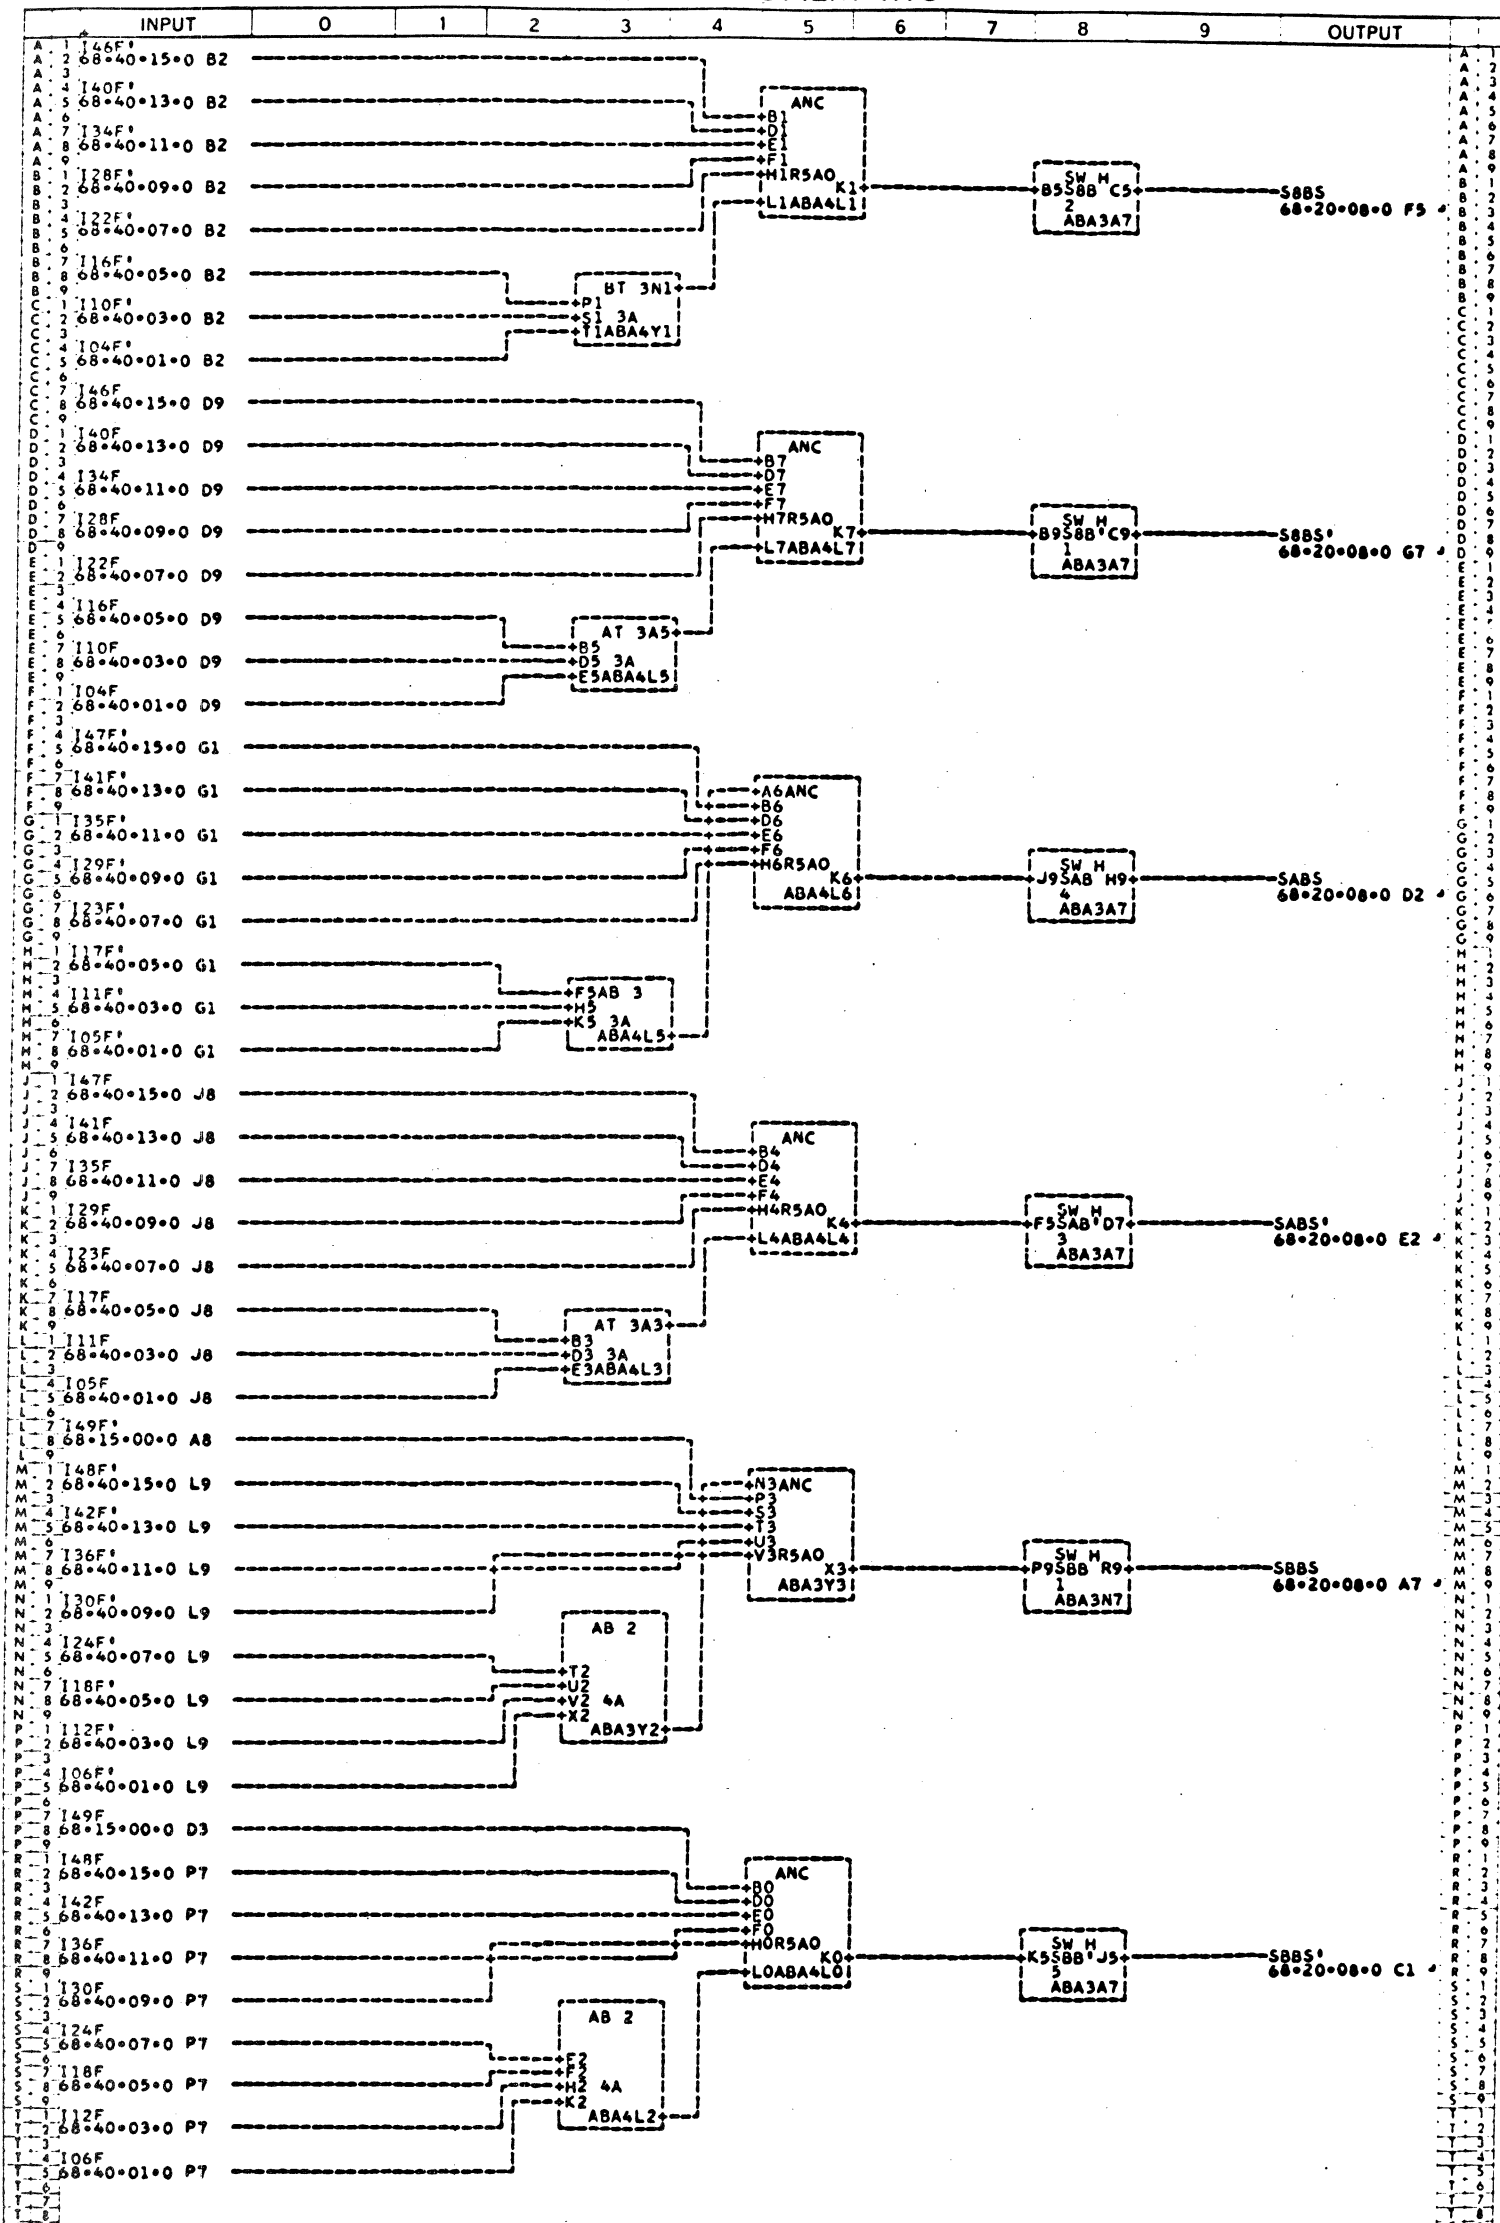 INPUT 0 1 2 3 4 5 6 7 8 9 OUTPUT
I46F'
68•40•15•0 B2
I40F'
68•40•13•0 B2
ANC
B1
D1
I34F'
68•40•11•0 B2
E1
F1
I28F'
68•40•09•0 B2
H1R5AO
K1
L1ABA4L1
SW H
B5S8B C5
2
ABA3A7
S8BS
68•20•08•0 F5
I22F'
68•40•07•0 B2
I16F'
68•40•05•0 B2
BT 3N1
P1
S1 3A
T1ABA4Y1
I10F'
68•40•03•0 B2
I04F'
68•40•01•0 B2
I46F
68•40•15•0 D9
I40F
68•40•13•0 D9
ANC
B7
D7
I34F
68•40•11•0 D9
E7
F7
I28F
68•40•09•0 D9
H7R5AO
K7
L7ABA4L7
SW H
B9S8B'C9
1
ABA3A7
S8BS'
68•20•08•0 G7
I22F
68•40•07•0 D9
I16F
68•40•05•0 D9
AT 3A5
B5
D5 3A
E5ABA4L5
I10F
68•40•03•0 D9
I04F
68•40•01•0 D9
I47F'
68•40•15•0 G1
I41F'
68•40•13•0 G1
A6ANC
B6
D6
I35F'
68•40•11•0 G1
E6
F6
I29F'
68•40•09•0 G1
H6R5AO
K6
ABA4L6
SW H
J9SAB H9
4
ABA3A7
SABS
68•20•08•0 D2
I23F'
68•40•07•0 G1
I17F'
68•40•05•0 G1
F5AB 3
H5
K5 3A
ABA4L5
I11F'
68•40•03•0 G1
I05F'
68•40•01•0 G1
I47F
68•40•15•0 J8
I41F
68•40•13•0 J8
ANC
B4
D4
I35F
68•40•11•0 J8
E4
F4
I29F
68•40•09•0 J8
H4R5AO
K4
L4ABA4L4
SW H
F5SAB'D7
3
ABA3A7
SABS'
68•20•08•0 E2
I23F
68•40•07•0 J8
I17F
68•40•05•0 J8
AT 3A3
B3
D3 3A
E3ABA4L3
I11F
68•40•03•0 J8
I05F
68•40•01•0 J8
I49F'
68•15•00•0 A8
I48F'
68•40•15•0 L9
N3ANC
P3
S3
I42F'
68•40•13•0 L9
T3
U3
I36F'
68•40•11•0 L9
V3R5AO
X3
ABA3Y3
SW H
P9SBB R9
1
ABA3N7
SBBS
68•20•08•0 A7
I30F'
68•40•09•0 L9
AB 2
I24F'
68•40•07•0 L9
T2
U2
I18F'
68•40•05•0 L9
V2 4A
X2
ABA3Y2
I12F'
68•40•03•0 L9
I06F'
68•40•01•0 L9
I49F
68•15•00•0 D3
I48F
68•40•15•0 P7
ANC
B0
D0
I42F
68•40•13•0 P7
E0
F0
I36F
68•40•11•0 P7
H0R5AO
K0
L0ABA4L0
SW H
K5SBB'J5
5
ABA3A7
SBBS'
68•20•08•0 C1
I30F
68•40•09•0 P7
AB 2
I24F
68•40•07•0 P7
E2
F2
I18F
68•40•05•0 P7
H2 4A
K2
ABA4L2
I12F
68•40•03•0 P7
I06F
68•40•01•0 P7